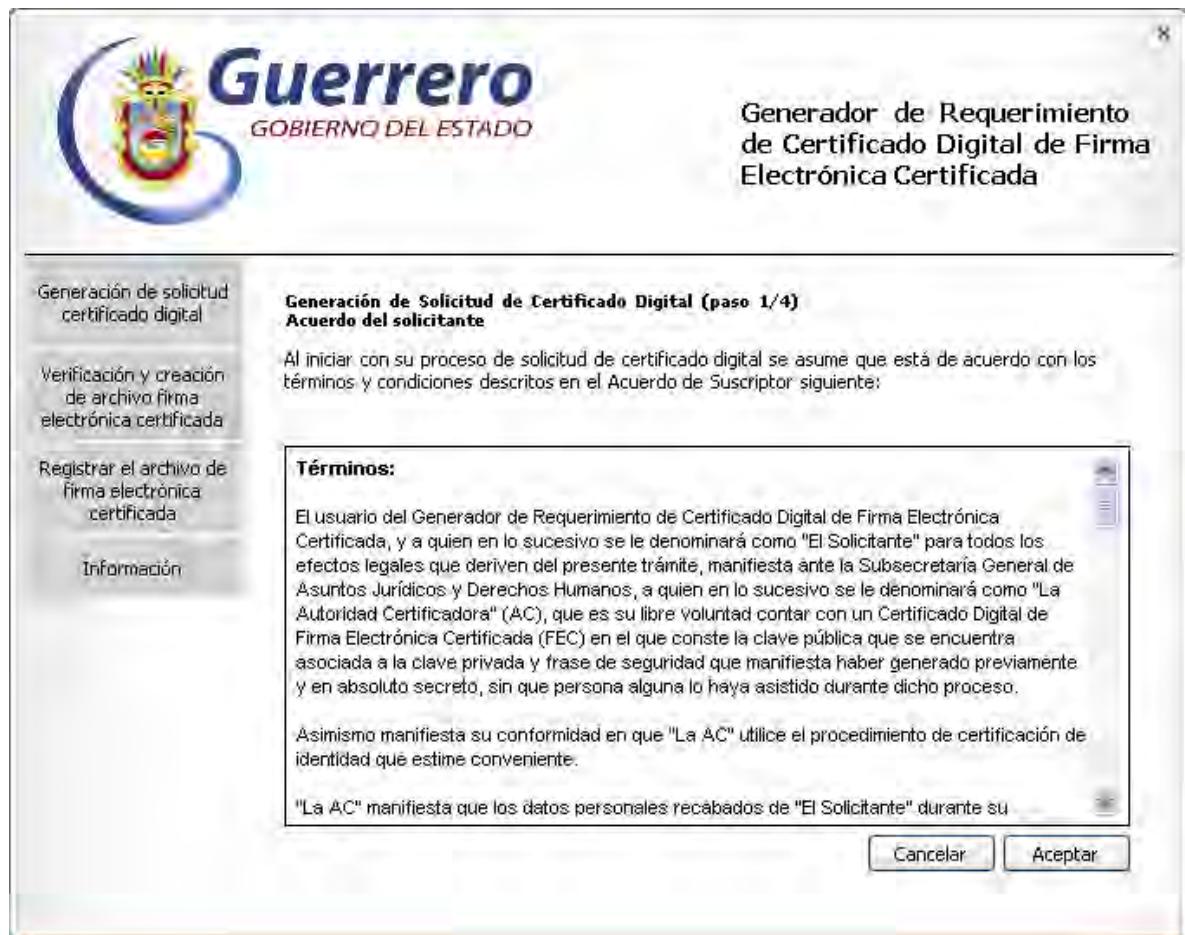 Guerrero
GOBIERNO DEL ESTADO
Generador de Requerimiento
de Certificado Digital de Firma
Electrónica Certificada
Generación de solicitud
certificado digital
Verificación y creación
de archivo firma
electrónica certificada
Registrar el archivo de
firma electrónica
certificada
Información
Generación de Solicitud de Certificado Digital (paso 1/4)
Acuerdo del solicitante
Al iniciar con su proceso de solicitud de certificado digital se asume que está de acuerdo con los
términos y condiciones descritos en el Acuerdo de Suscriptor siguiente:
Términos:
El usuario del Generador de Requerimiento de Certificado Digital de Firma Electrónica
Certificada, y a quien en lo sucesivo se le denominará como "El Solicitante" para todos los
efectos legales que deriven del presente trámite, manifiesta ante la Subsecretaría General de
Asuntos Jurídicos y Derechos Humanos, a quien en lo sucesivo se le denominará como "La
Autoridad Certificadora" (AC), que es su libre voluntad contar con un Certificado Digital de
Firma Electrónica Certificada (FEC) en el que conste la clave pública que se encuentra
asociada a la clave privada y frase de seguridad que manifiesta haber generado previamente
y en absoluto secreto, sin que persona alguna lo haya asistido durante dicho proceso.
Asimismo manifiesta su conformidad en que "La AC" utilice el procedimiento de certificación de
identidad que estime conveniente.
"La AC" manifiesta que los datos personales recabados de "El Solicitante" durante su
Cancelar
Aceptar